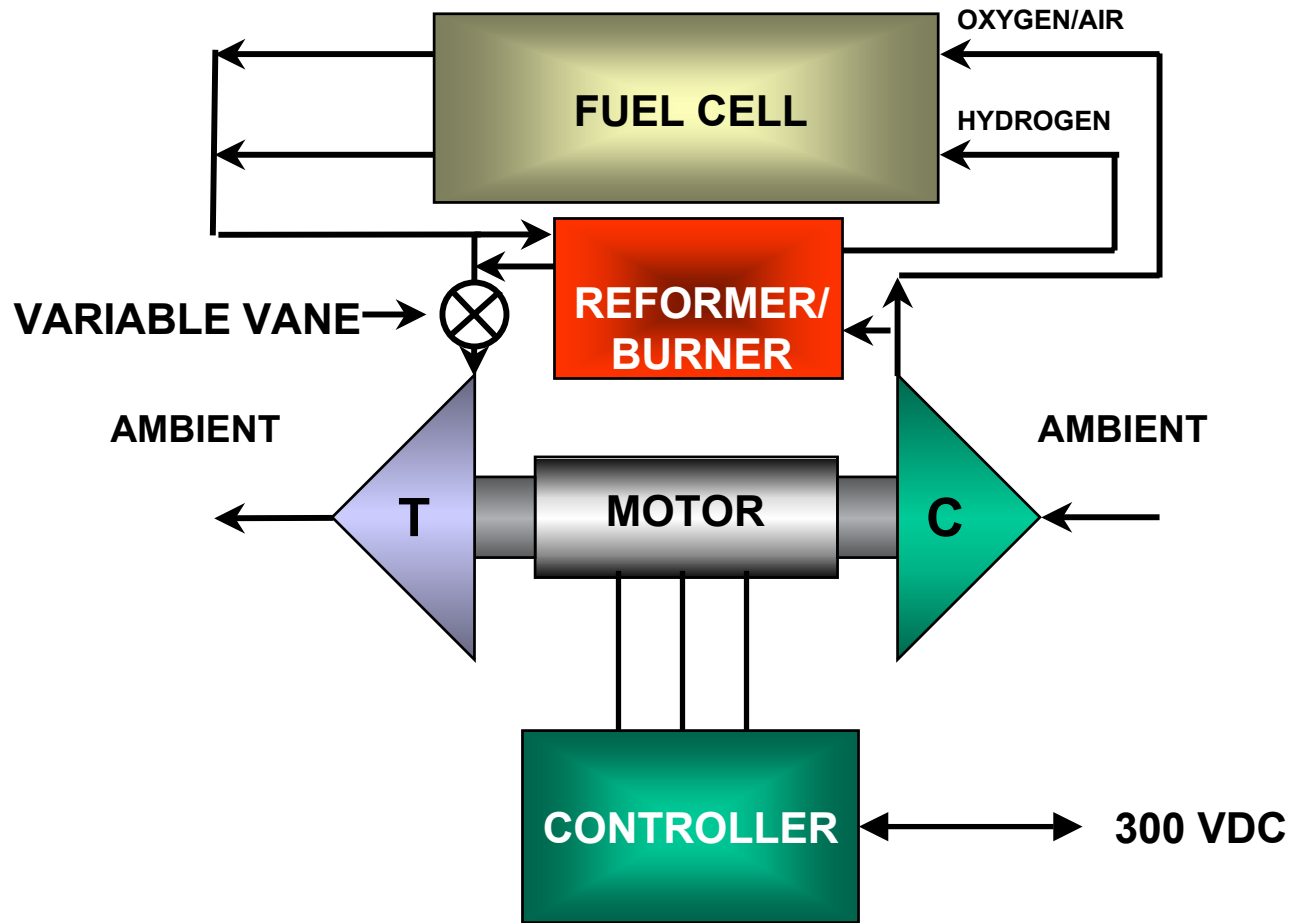 OXYGEN/AIR
FUEL CELL
HYDROGEN
REFORMER/
BURNER
VARIABLE VANE
AMBIENT
AMBIENT
T
MOTOR
C
CONTROLLER
300 VDC